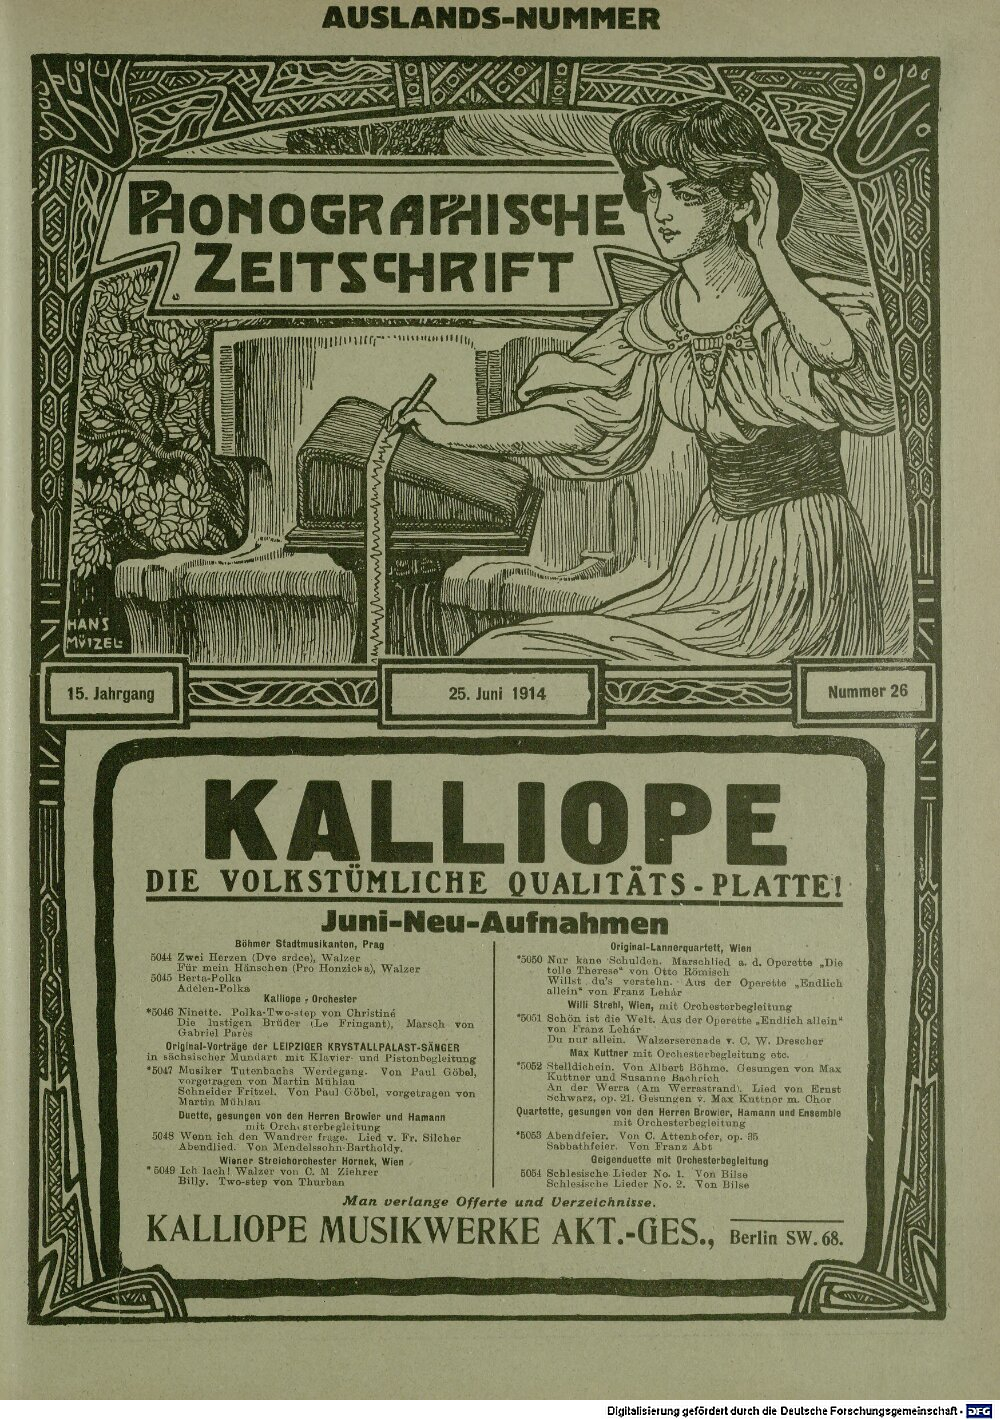 AUSLANDS-NUMMER
PHONOGRAPHISCHE
ZEITSCHRIFT
HANS
MÜTZEL
15. Jahrgang
25. Juni 1914
Nummer 26
KALLIOPE
DIE VOLKSTÜMLICHE QUALITÄTS-PLATTE!
Juni-Neu-Aufnahmen
Böhmer Stadtmusikanten, Prag
5044 Zwei Herzen (Dve srdce), Walzer
Für mein Hänschen (Pro Honzicka), Walzer
5045 Berta-Polka
Adelen-Polka
Kalliope-Orchester
*5046 Ninette. Polka-Two-step von Christiné
Die lustigen Brüder (Le Fringant), Marsch von
Gabriel Parès
Original-Vorträge der LEIPZIGER KRYSTALLPALAST-SÄNGER
in sächsischer Mundart mit Klavier- und Pistonbegleitung
*5047 Musiker Tutenbachs Werdegang. Von Paul Göbel,
vorgetragen von Martin Mühlau
Schneider Fritzel. Von Paul Göbel, vorgetragen von
Martin Mühlau
Duette, gesungen von den Herren Browier und Hamann
mit Orchesterbegleitung
5048 Wenn ich den Wandrer frage. Lied v. Fr. Silcher
Abendlied. Von Mendelssohn-Bartholdy.
Wiener Streichorchester Hornek, Wien
*5049 Ich lach! Walzer von C. M. Ziehrer
Billy. Two-step von Thurban
Original-Lannerquartett, Wien
*5050 Nur kane Schulden. Marschlied a. d. Operette „Die
tolle Therese“ von Otto Römisch
Willst du's verstehn. Aus der Operette „Endlich
allein“ von Franz Lehár
Willi Strehl, Wien, mit Orchesterbegleitung
*5051 Schön ist die Welt. Aus der Operette „Endlich allein“
von Franz Lehár
Du nur allein. Walzerserenade v. C. W. Drescher
Max Kuttner mit Orchesterbegleitung etc.
*5052 Stelldichein. Von Albert Böhme. Gesungen von Max
Kuttner und Susanne Bachrich
An der Werra (Am Werrastrand). Lied von Ernst
Schwarz, op. 21. Gesungen v. Max Kuttner m. Chor
Quartette, gesungen von den Herren Browier, Hamann und Ensemble
mit Orchesterbegleitung
*5053 Abendfeier. Von C. Attenhofer, op. 35
Sabbathfeier. Von Franz Abt
Geigenduette mit Orchesterbegleitung
5054 Schlesische Lieder No. 1. Von Bilse
Schlesische Lieder No. 2. Von Bilse
Man verlange Offerte und Verzeichnisse.
KALLIOPE MUSIKWERKE AKT.-GES., Berlin SW. 68.
Digitalisierung gefördert durch die Deutsche Forschungsgemeinschaft - DFG